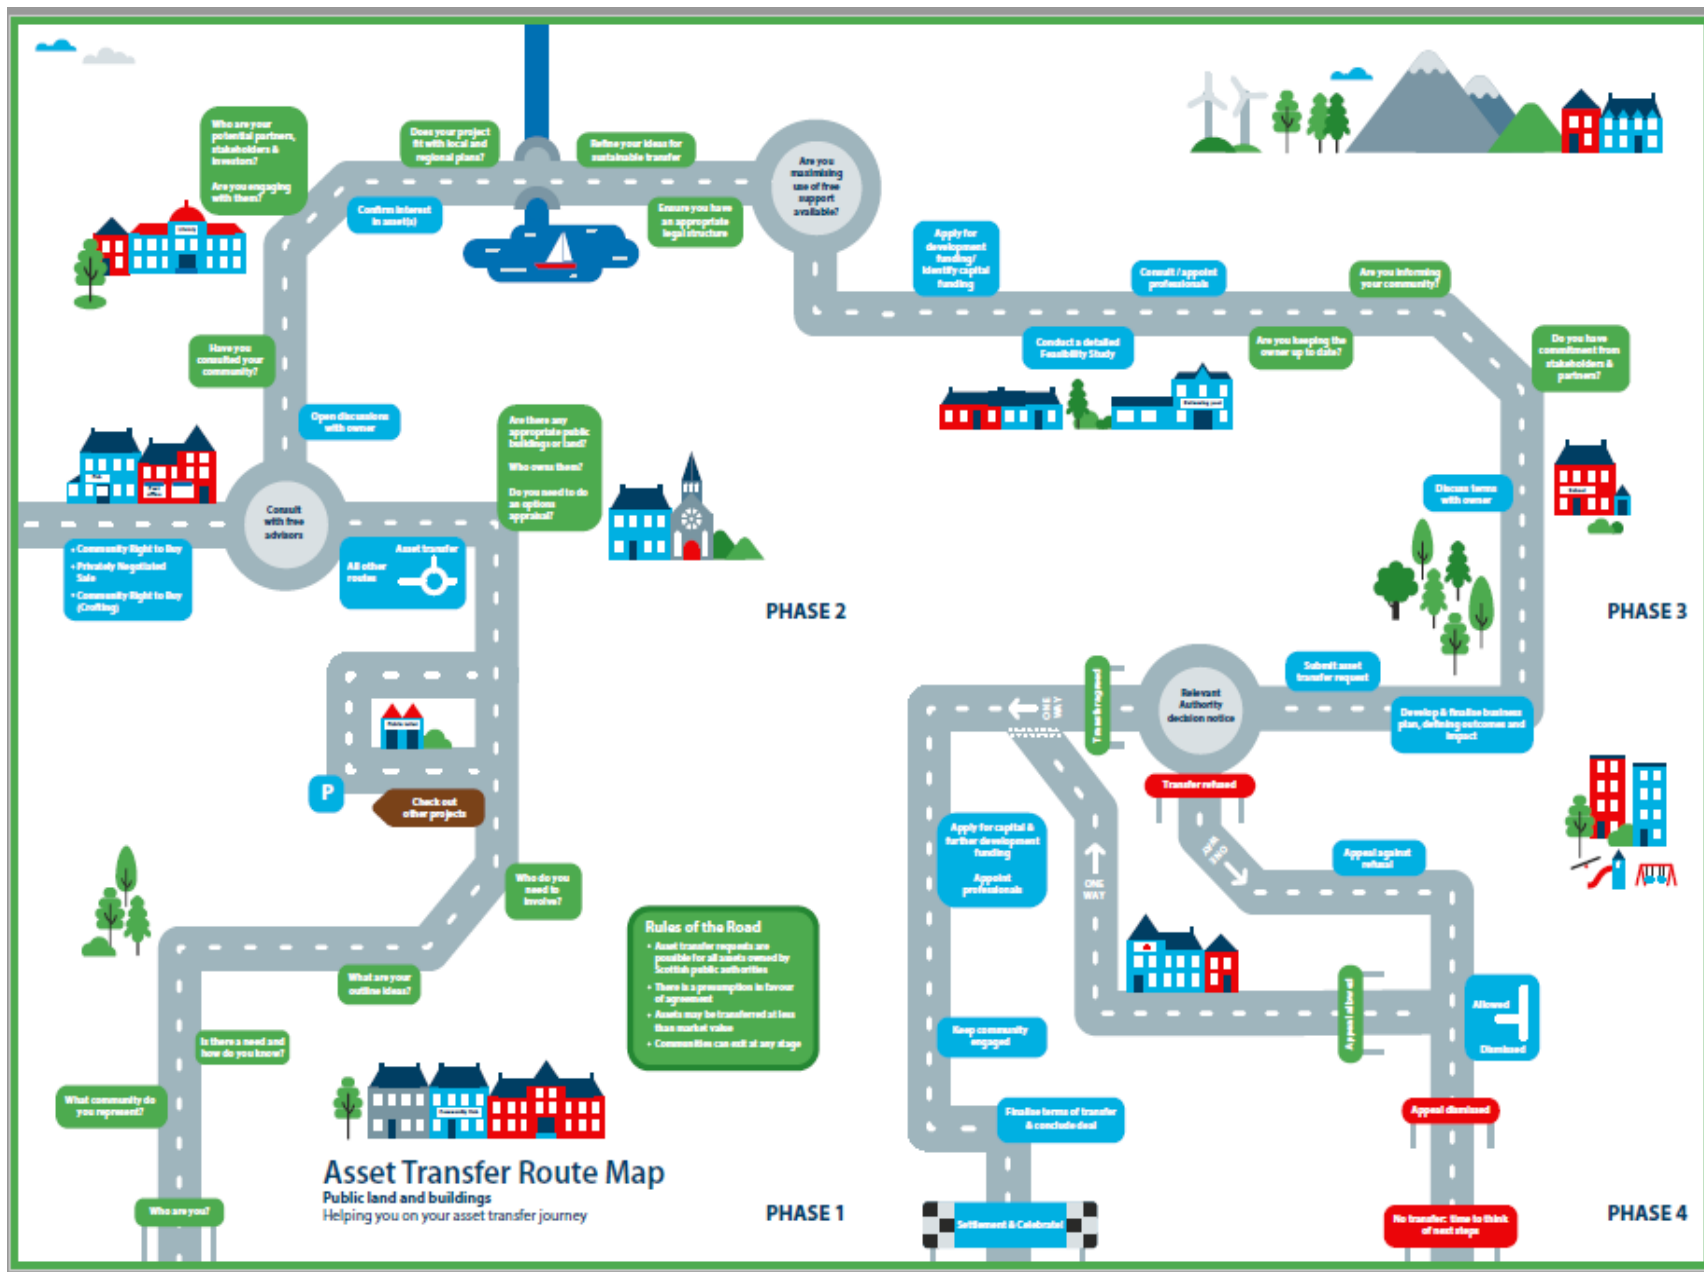 Who are your
potential partners,
stakeholders &
investors?
Are you engaging
with them?
Does your project
fit with local and
regional plans?
Refine your ideas for
sustainable transfer
Confirm interest
in asset(s)
Ensure you have
an appropriate
legal structure
Are you
maximising
use of free
support
available?
Library
Have you
consulted your
community?
Open discussions
with owner
Consult
with free
advisors
• Community Right to Buy
• Privately Negotiated
Sale
• Community Right to Buy
(Crofting)
Asset transfer
All other
routes
Are there any
appropriate public
buildings or land?
Who owns them?
Do you need to do
an options
appraisal?
PHASE 2
Apply for
development
funding/
identify capital
funding
Consult / appoint
professionals
Are you informing
your community?
Conduct a detailed
Feasibility Study
Are you keeping the
owner up to date?
Do you have
commitment from
stakeholders &
partners?
School
Discuss terms
with owner
PHASE 3
Submit asset
transfer request
Develop & finalise business
plan, defining outcomes and
impact
Relevant
Authority
decision notice
Transfer agreed
ONE
WAY
Transfer refused
ONE
WAY
Appeal against
refusal
Apply for capital &
further development
funding
Appoint
professionals
ONE
WAY
Appeal allowed
Allowed
Dismissed
Keep community
engaged
Appeal dismissed
Finalise terms of transfer
& conclude deal
Settlement & Celebrate!
No transfer: time to think
of next steps
PHASE 4
P
Check out
other projects
Who do you
need to
involve?
What are your
outline ideas?
Is there a need and
how do you know?
What community do
you represent?
Who are you?
Rules of the Road
• Asset transfer requests are
possible for all assets owned by
Scottish public authorities
• There is a presumption in favour
of agreement
• Assets may be transferred at less
than market value
• Communities can exit at any stage
Asset Transfer Route Map
Public land and buildings
Helping you on your asset transfer journey
PHASE 1